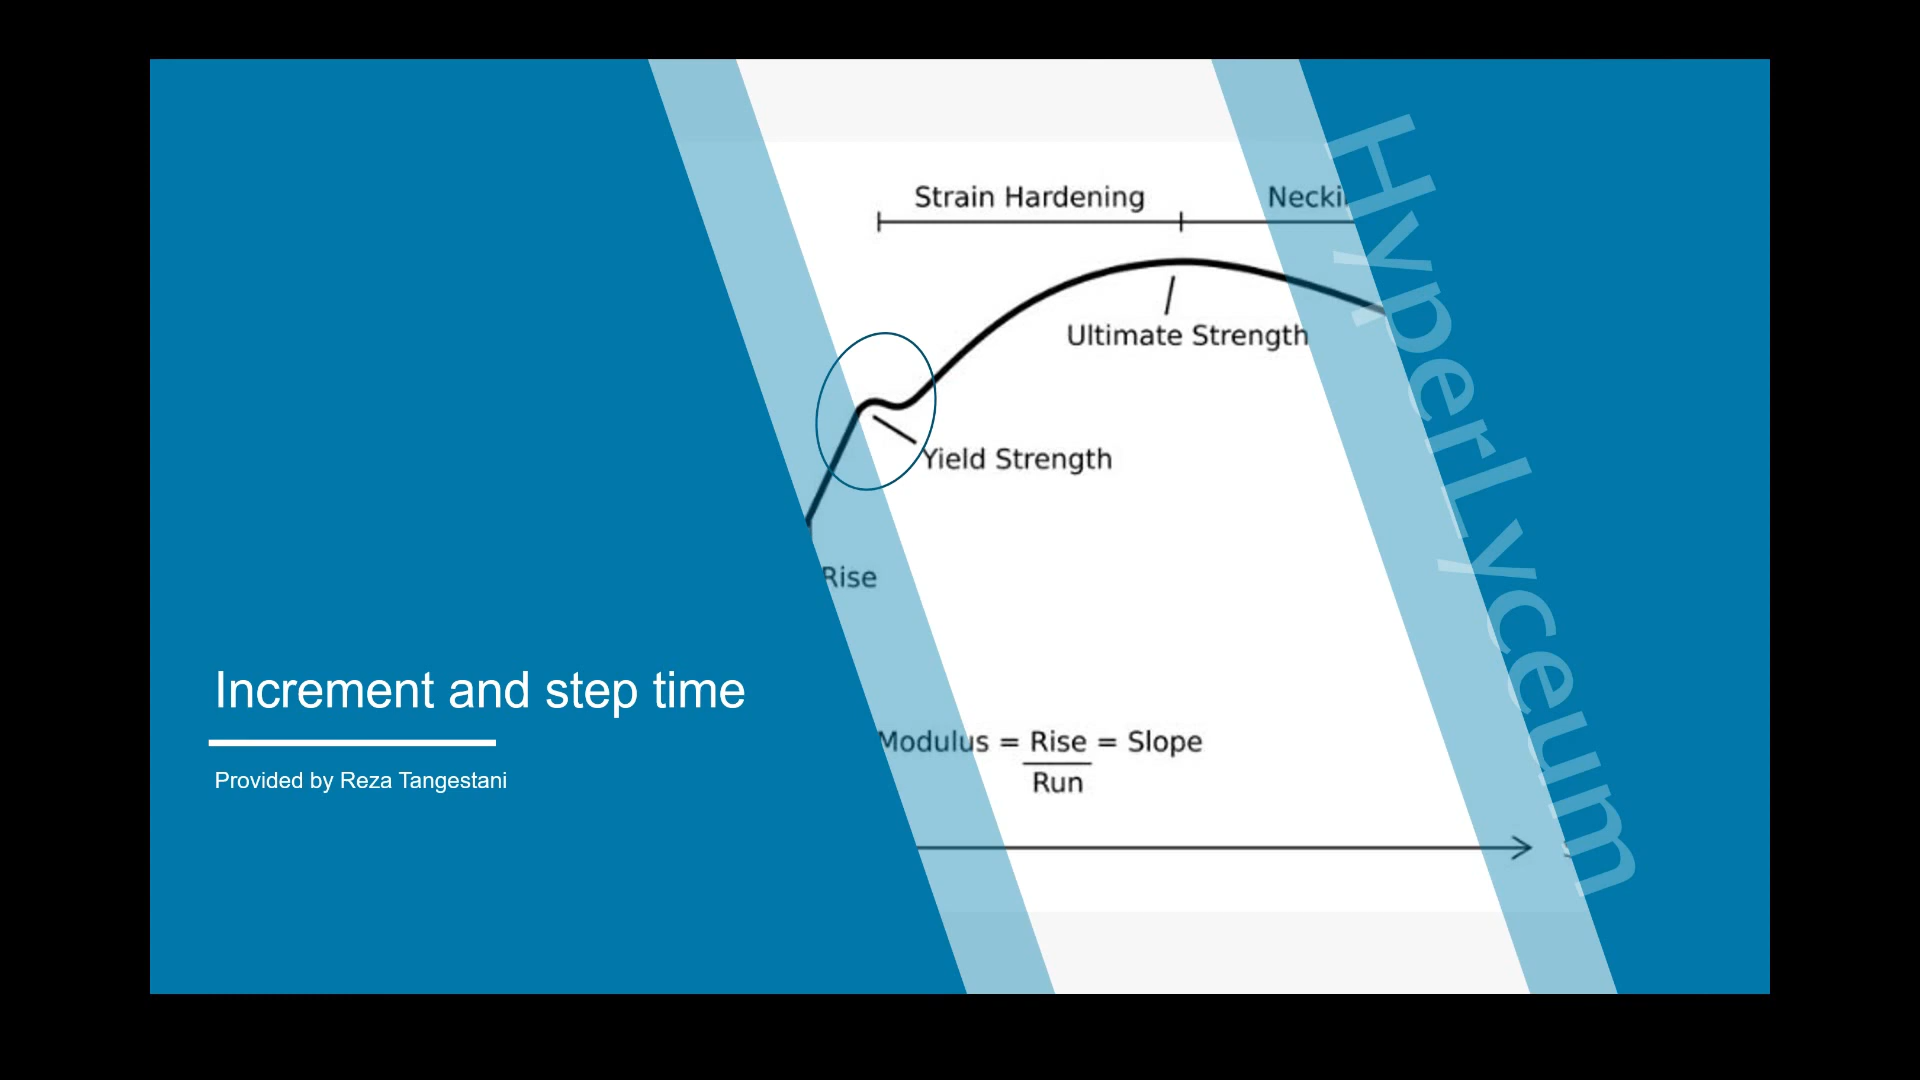 Strain Hardening
Necki
Ultimate Strength
Yield Strength
Rise
Increment and step time
Provided by Reza Tangestani
Modulus = Rise = Slope
Run
HyperLyceum